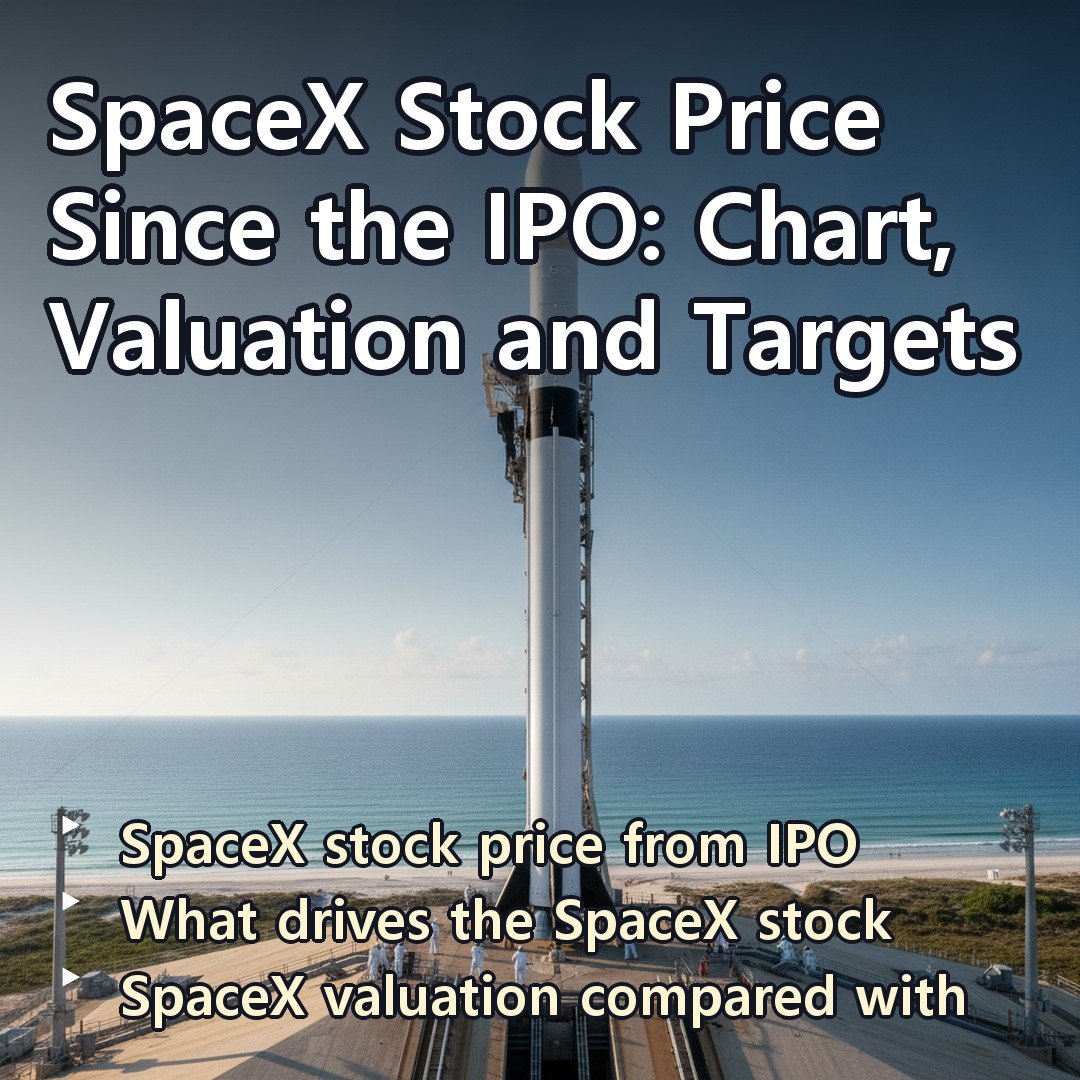 SpaceX Stock Price
Since the IPO: Chart,
Valuation and Targets
SpaceX stock price from IPO
What drives the SpaceX stock
SpaceX valuation compared with